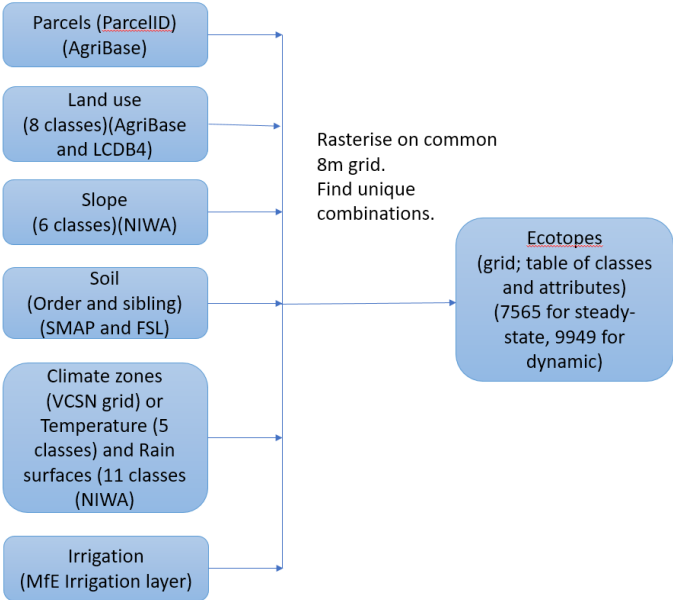 Parcels (ParcelID)
(AgriBase)
Land use
(8 classes)(AgriBase
and LCDB4)
Slope
(6 classes)(NIWA)
Soil
(Order and sibling)
(SMAP and FSL)
Climate zones
(VCSN grid) or
Temperature (5
classes) and Rain
surfaces (11 classes
(NIWA)
Irrigation
(MfE Irrigation layer)
Rasterise on common
8m grid.
Find unique
combinations.
Ecotopes
(grid; table of classes
and attributes)
(7565 for steady-
state, 9949 for
dynamic)